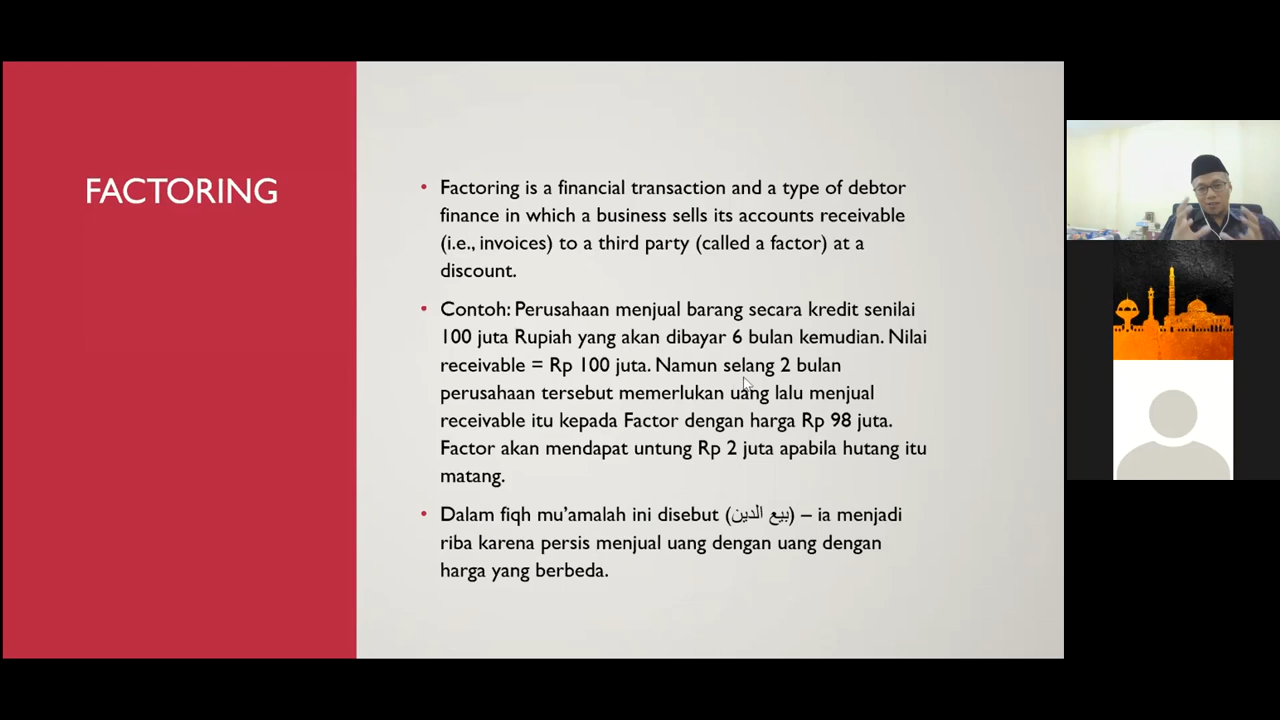 FACTORING
• Factoring is a financial transaction and a type of debtor
finance in which a business sells its accounts receivable
(i.e., invoices) to a third party (called a factor) at a
discount.
• Contoh: Perusahaan menjual barang secara kredit senilai
100 juta Rupiah yang akan dibayar 6 bulan kemudian. Nilai
receivable = Rp 100 juta. Namun selang 2 bulan
perusahaan tersebut memerlukan uang lalu menjual
receivable itu kepada Factor dengan harga Rp 98 juta.
Factor akan mendapat untung Rp 2 juta apabila hutang itu
matang.
• Dalam fiqh mu’amalah ini disebut (بيع الدين) – ia menjadi
riba karena persis menjual uang dengan uang dengan
harga yang berbeda.